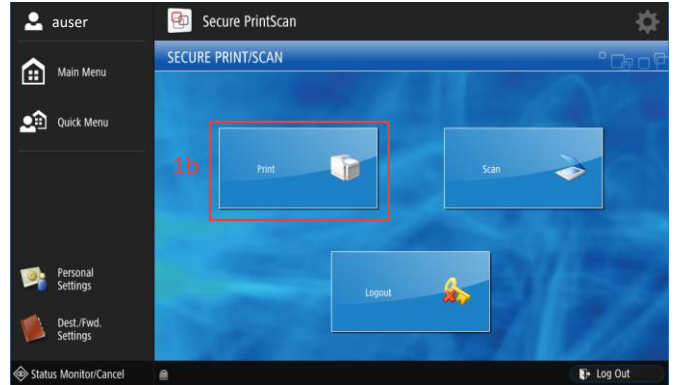 auser
Secure PrintScan
SECURE PRINT/SCAN
Main Menu
Quick Menu
1b
Print
Scan
Logout
Personal
Settings
Dest./Fwd.
Settings
Status Monitor/Cancel
Log Out